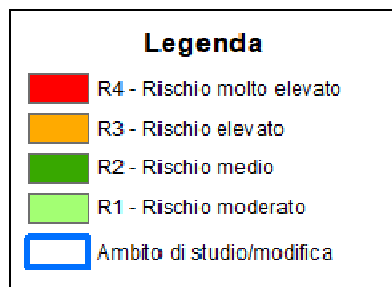 Legenda
R4 - Rischio molto elevato
R3 - Rischio elevato
R2 - Rischio medio
R1 - Rischio moderato
Ambito di studio/modifica